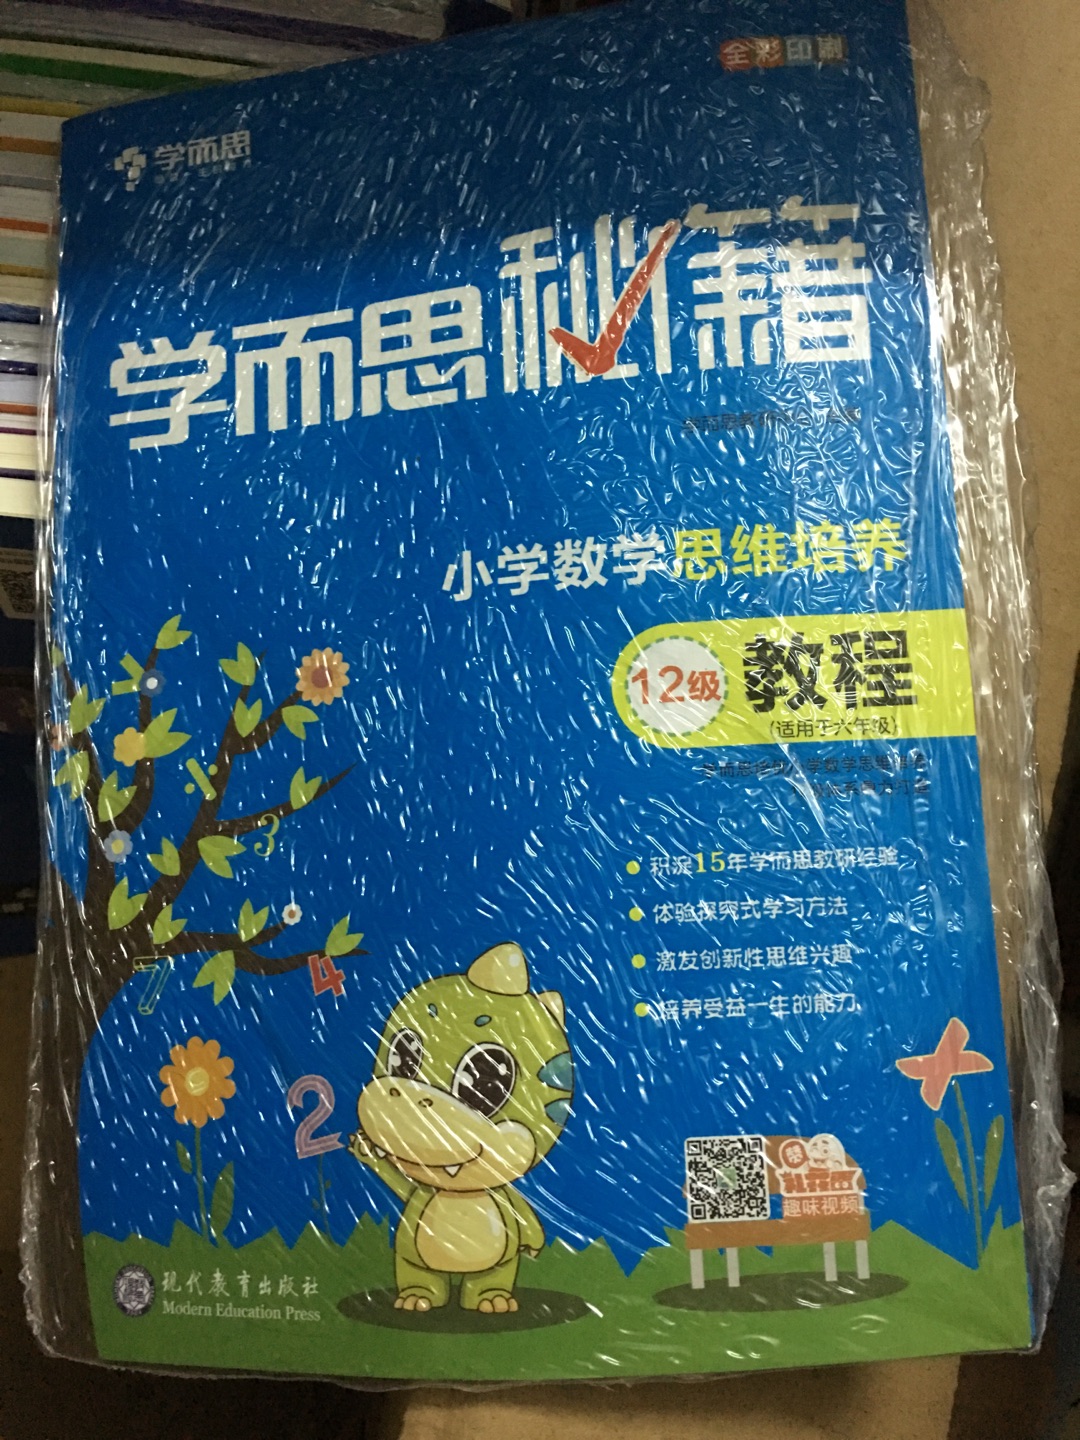 全彩印刷
学而思
学而思秘籍
小学数学思维培养
12级
教程
(适用于六年级)
积淀15年学而思教研经验
体验探究式学习方法
激发创新性思维兴趣
培养受益一生的能力
3
7
4
2
趣味视频
现代教育出版社
Modern Education Press